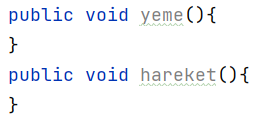 public void yeme(){
}
public void hareket(){
}